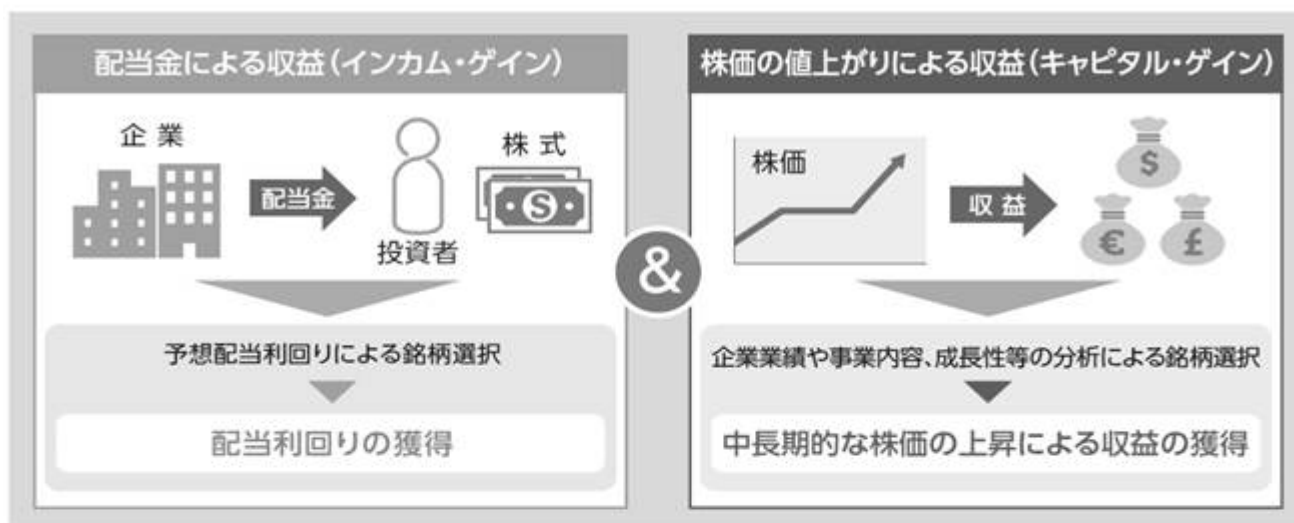 配当金による収益(インカム・ゲイン)
企業
配当金
投資者
株式
S
予想配当利回りによる銘柄選択
配当利回りの獲得
&
株価の値上がりによる収益(キャピタル・ゲイン)
株価
収益
$
€
£
企業業績や事業内容、成長性等の分析による銘柄選択
中長期的な株価の上昇による収益の獲得